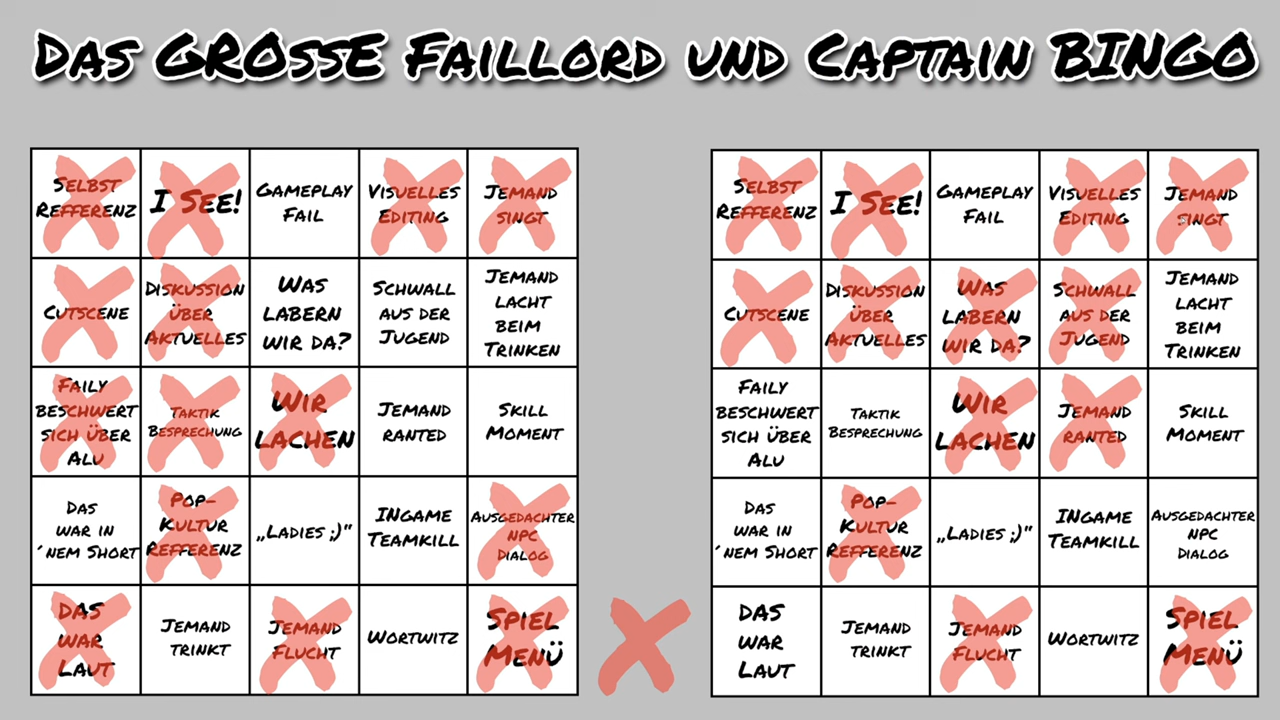 Das GROSSE Faillord und Captain BINGO
Selbst
Refferenz
I See!
Gameplay
Fail
Visuelles
Editing
Jemand
singt
Cutscene
Diskussion
über
Aktuelles
Was
labern
wir da?
Schwall
aus der
Jugend
Jemand
lacht
beim
Trinken
Faily
beschwert
sich über
Alu
Taktik
Besprechung
Wir
lachen
Jemand
ranted
Skill
Moment
Das
war in
´nem Short
Pop-
Kultur
Refferenz
„Ladies ;)"
INgame
Teamkill
Ausgedachter
NPC
Dialog
Das
war
Laut
Jemand
trinkt
Jemand
Flucht
Wortwitz
Spiel
Menü
Selbst
Refferenz
I See!
Gameplay
Fail
Visuelles
Editing
Jemand
singt
Cutscene
Diskussion
über
Aktuelles
Was
labern
wir da?
Schwall
aus der
Jugend
Jemand
lacht
beim
Trinken
Faily
beschwert
sich über
Alu
Taktik
Besprechung
Wir
lachen
Jemand
ranted
Skill
Moment
Das
war in
´nem Short
Pop-
Kultur
Refferenz
„Ladies ;)"
INgame
Teamkill
Ausgedachter
NPC
Dialog
Das
war
Laut
Jemand
trinkt
Jemand
Flucht
Wortwitz
Spiel
Menü